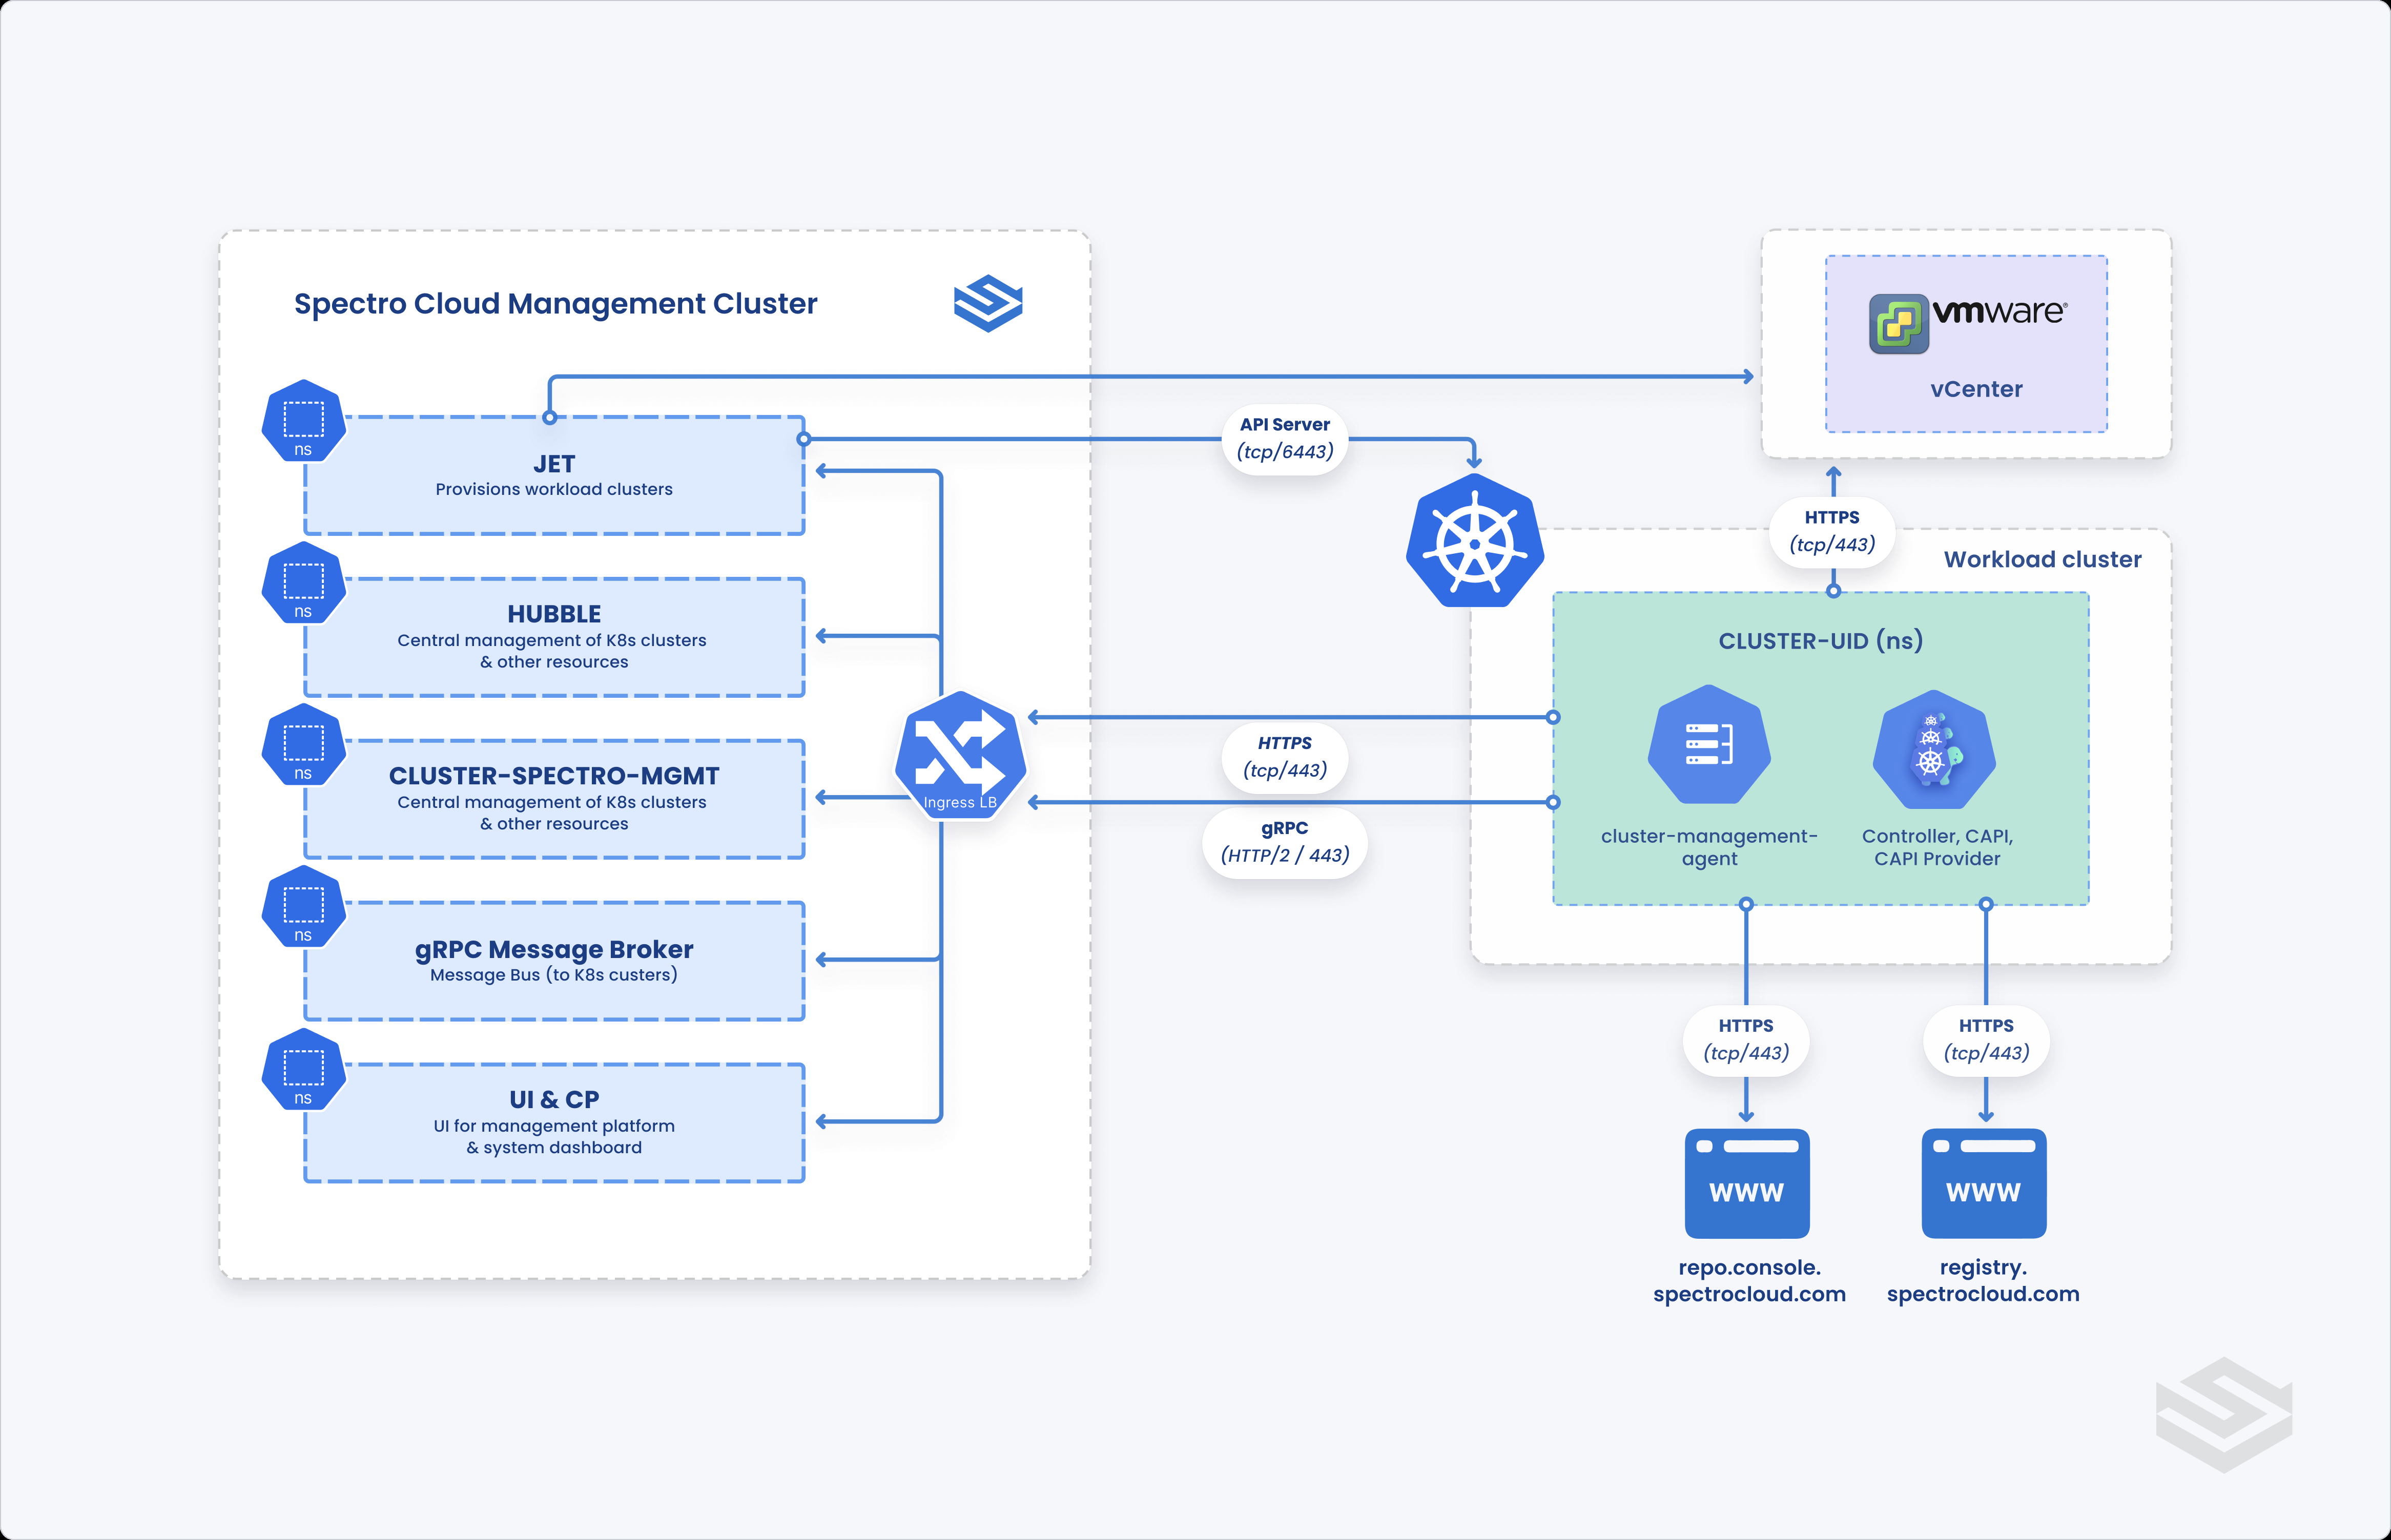 Spectro Cloud Management Cluster
ns
JET
Provisions workload clusters
ns
HUBBLE
Central management of K8s clusters
& other resources
ns
CLUSTER-SPECTRO-MGMT
Central management of K8s clusters
& other resources
ns
gRPC Message Broker
Message Bus (to K8s custers)
ns
UI & CP
UI for management platform
& system dashboard
Ingress LB
API Server
(tcp/6443)
HTTPS
(tcp/443)
gRPC
(HTTP/2 / 443)
vmware®
vCenter
HTTPS
(tcp/443)
Workload cluster
CLUSTER-UID (ns)
cluster-management-
agent
Controller, CAPI,
CAPI Provider
HTTPS
(tcp/443)
HTTPS
(tcp/443)
WWW
WWW
repo.console.
spectrocloud.com
registry.
spectrocloud.com